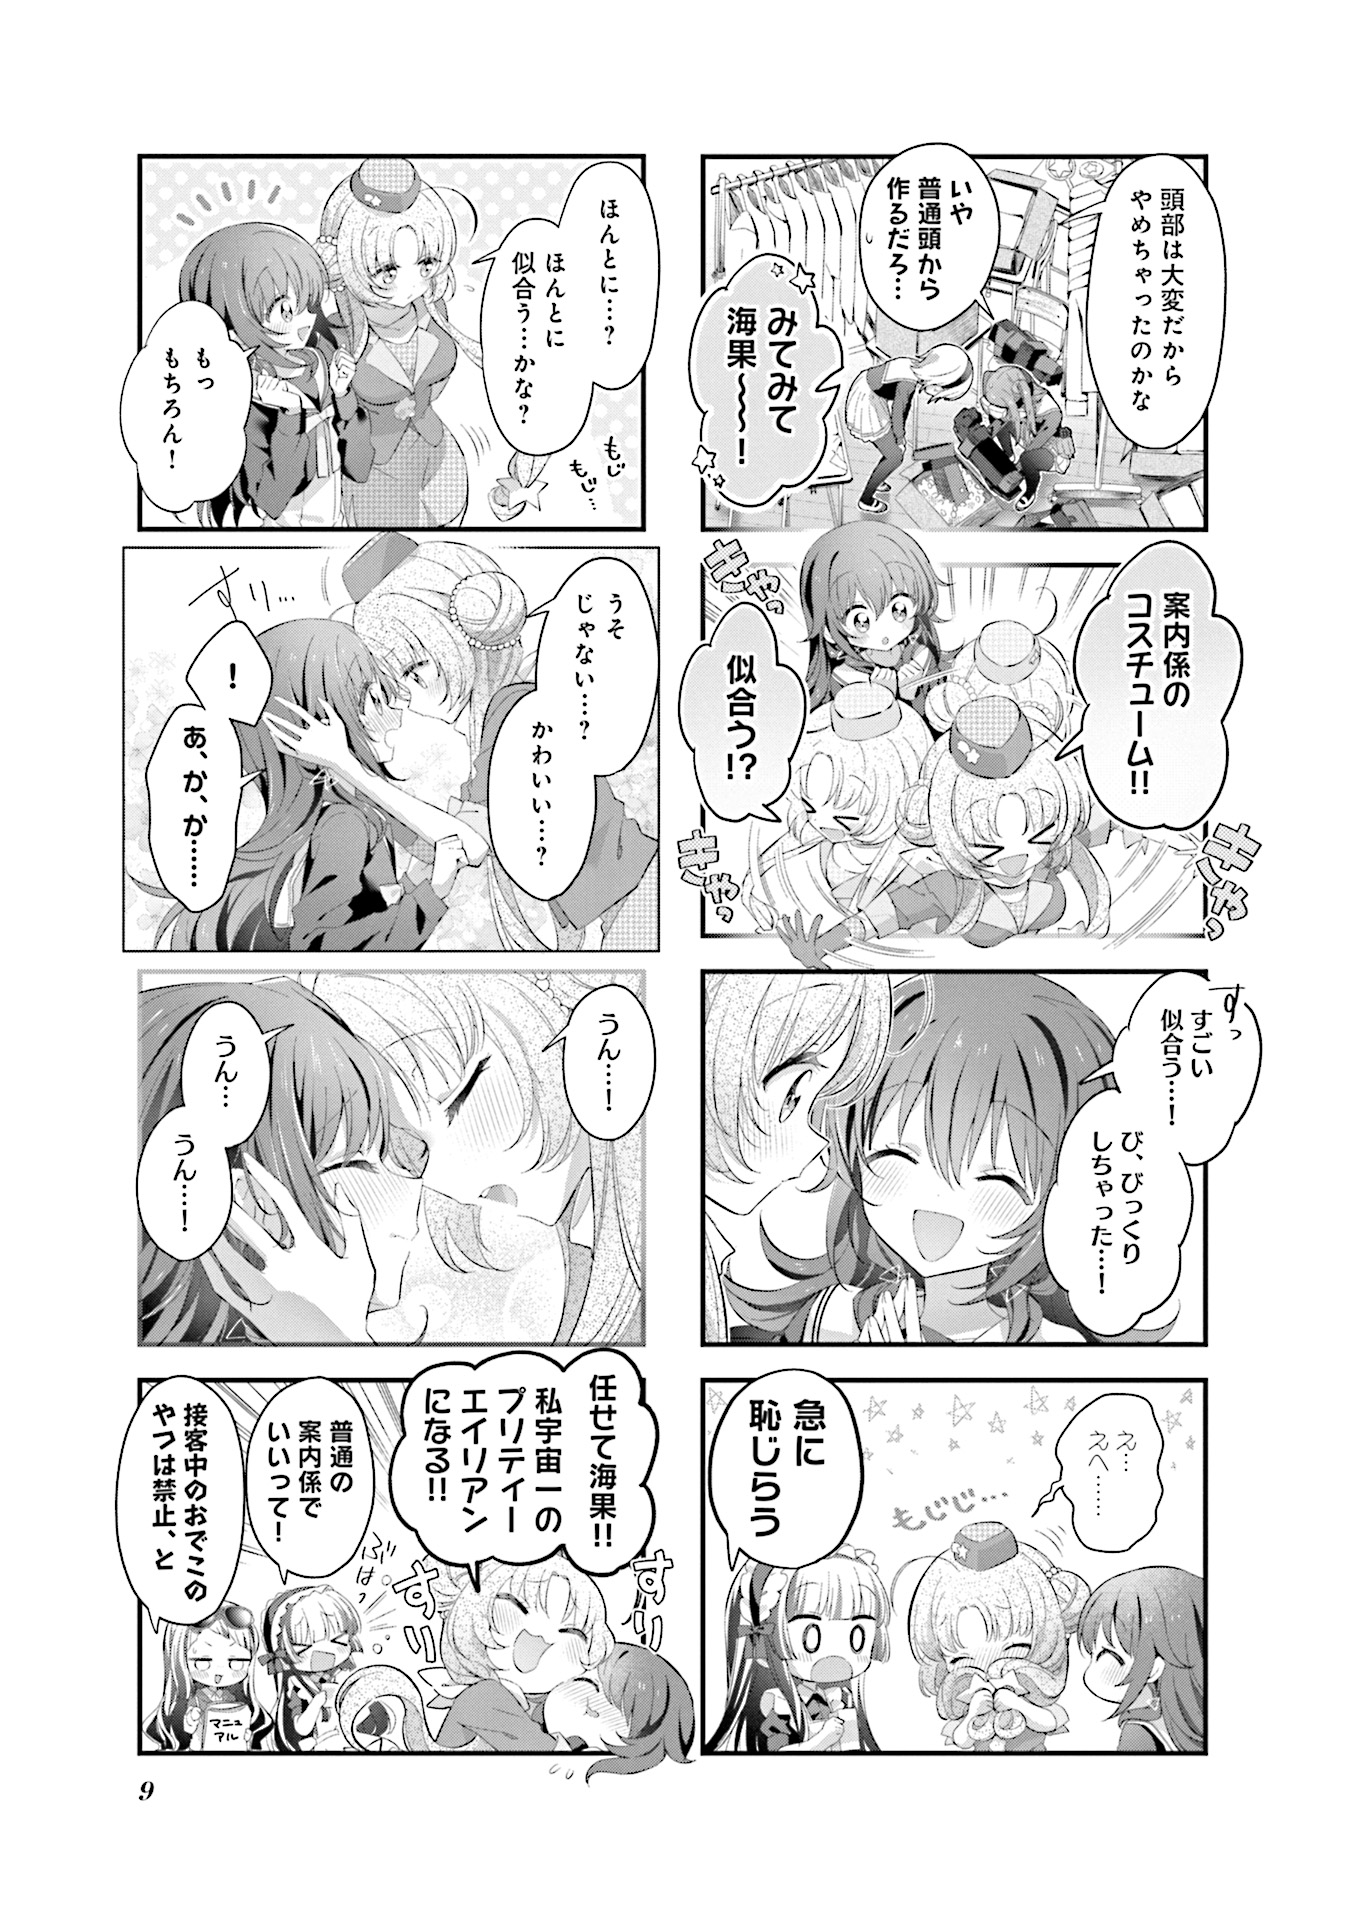 頭部は大変だから
やめちゃったのかな
いや
普通頭から
作るだろ…
みてみて
海果〜〜〜！
案内係の
コスチューム!!
きゃっ
似合う!?
きゃっ
きゃっ
すっ
すごい
似合う…！
び、びっくり
しちゃった…！
え…
えへ……
もじじ…
急に
恥じらう
ほんとに…？
ほんとに
似合う…かな？
もじ
もじ…
もっ
もちろん！
うそ
じゃない…？
かわいい…？
すり…
！
あ、か、か……
うん…！
うん…
うん…！
任せて海果!!
私宇宙一の
プリティー
エイリアン
になる!!
すり
すり
普通の
案内係で
いいって！
ぶはっ
接客中のおでこの
やつは禁止、と
マニュ
アル
9